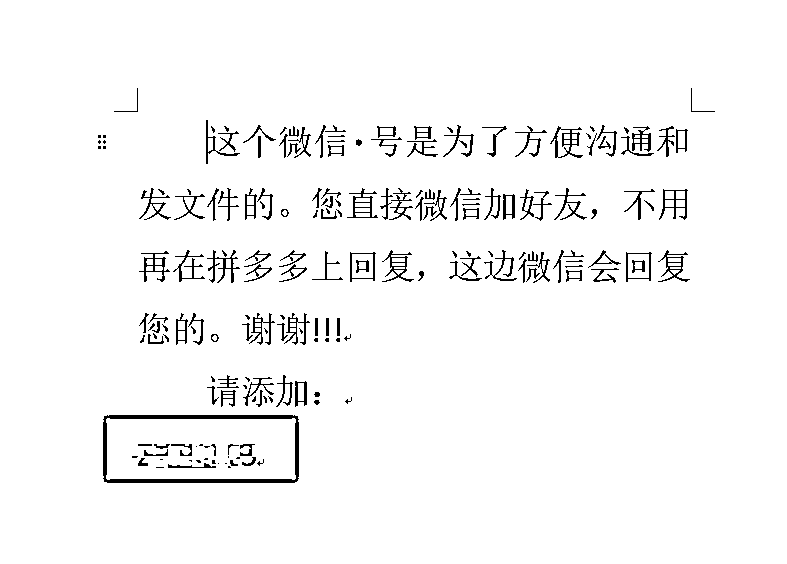 这个微信·号是为了方便沟通和
发文件的。您直接微信加好友，不用
再在拼多多上回复，这边微信会回复
您的。谢谢!!!
请添加：